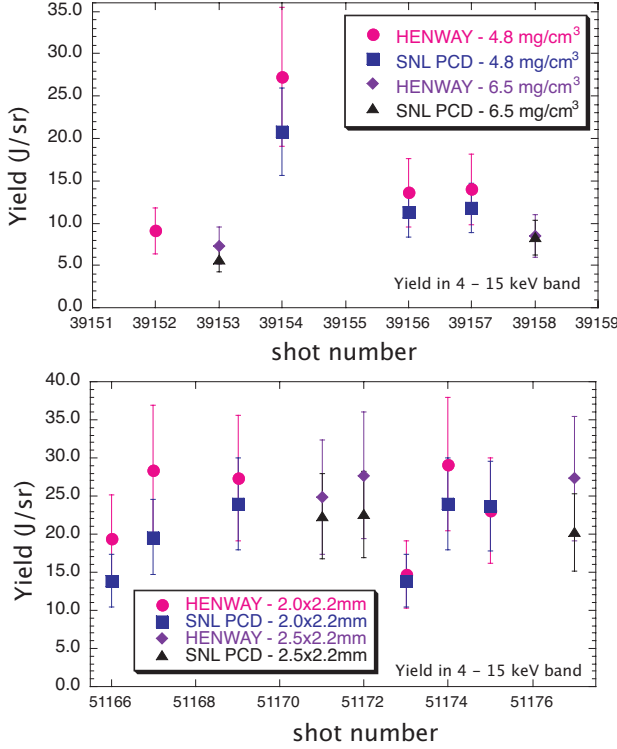 35.0
30.0
25.0
20.0
15.0
10.0
5.0
0.0
Yield (J/sr)
HENWAY - 4.8 mg/cm³
SNL PCD - 4.8 mg/cm³
HENWAY - 6.5 mg/cm³
SNL PCD - 6.5 mg/cm³
Yield in 4 – 15 keV band
39151 39152 39153 39154 39155 39156 39157 39158 39159
shot number
40.0
35.0
30.0
25.0
20.0
15.0
10.0
5.0
0.0
Yield (J/sr)
HENWAY - 2.0x2.2mm
SNL PCD - 2.0x2.2mm
HENWAY - 2.5x2.2mm
SNL PCD - 2.5x2.2mm
Yield in 4 – 15 keV band
51166 51168 51170 51172 51174 51176
shot number